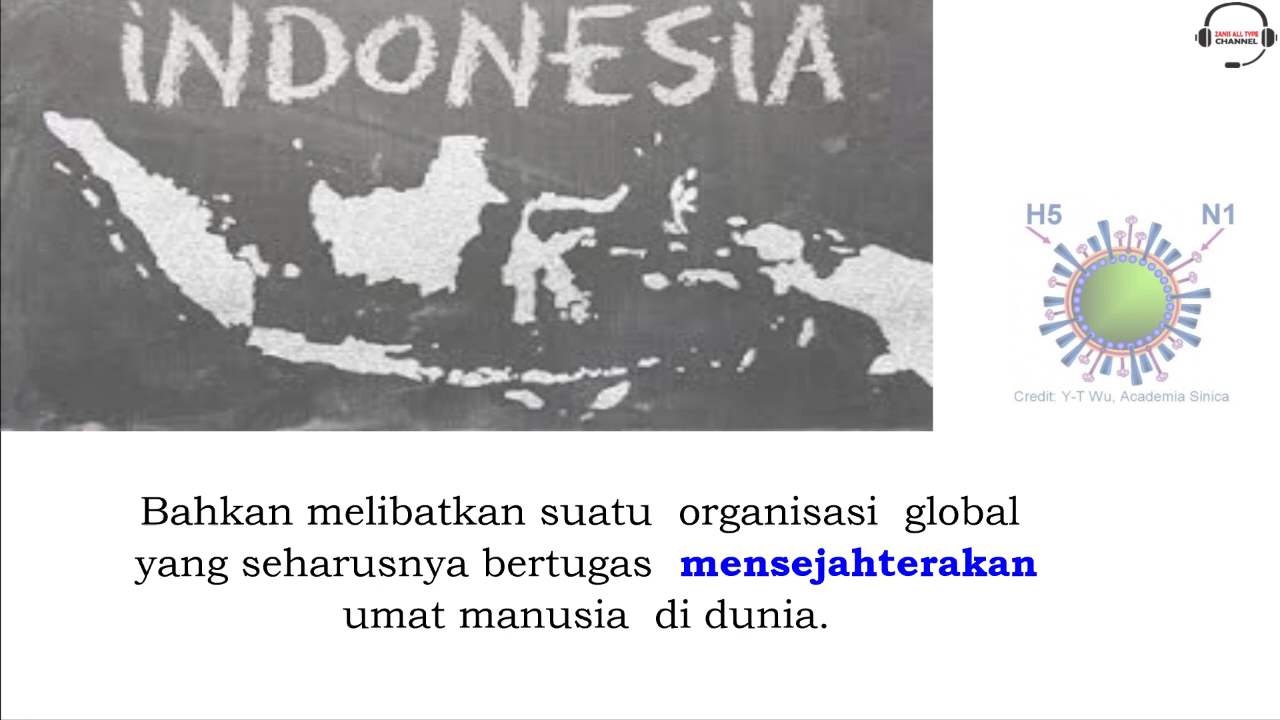 iNDONESiA
ZANIS ALL TYPE
CHANNEL
H5 N1
Credit: Y-T Wu, Academia Sinica
Bahkan melibatkan suatu organisasi global
yang seharusnya bertugas mensejahterakan
umat manusia di dunia.